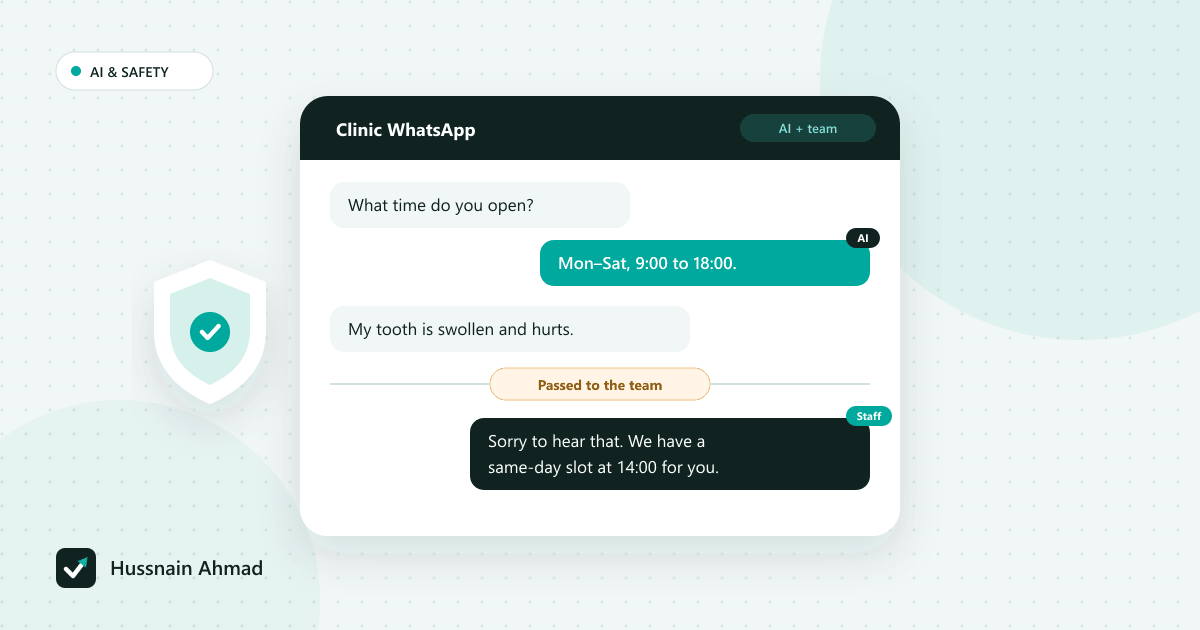 AI & SAFETY
Clinic WhatsApp
AI + team
What time do you open?
AI
Mon–Sat, 9:00 to 18:00.
My tooth is swollen and hurts.
Passed to the team
Staff
Sorry to hear that. We have a
same-day slot at 14:00 for you.
Hussnain Ahmad